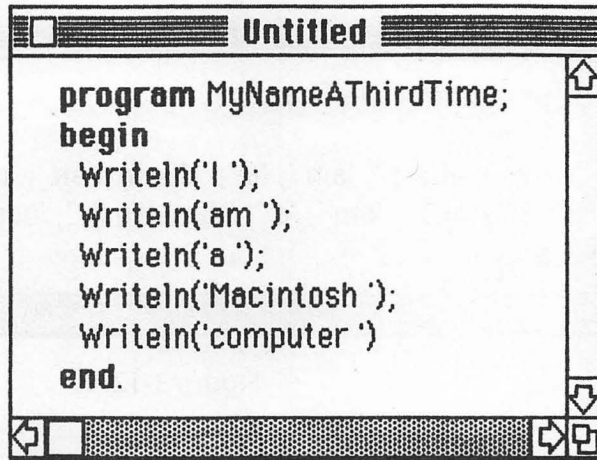 Untitled
program MyNameAThirdTime;
begin
Writeln('I ');
Writeln('am ');
Writeln('a ');
Writeln('Macintosh ');
Writeln('computer ')
end.